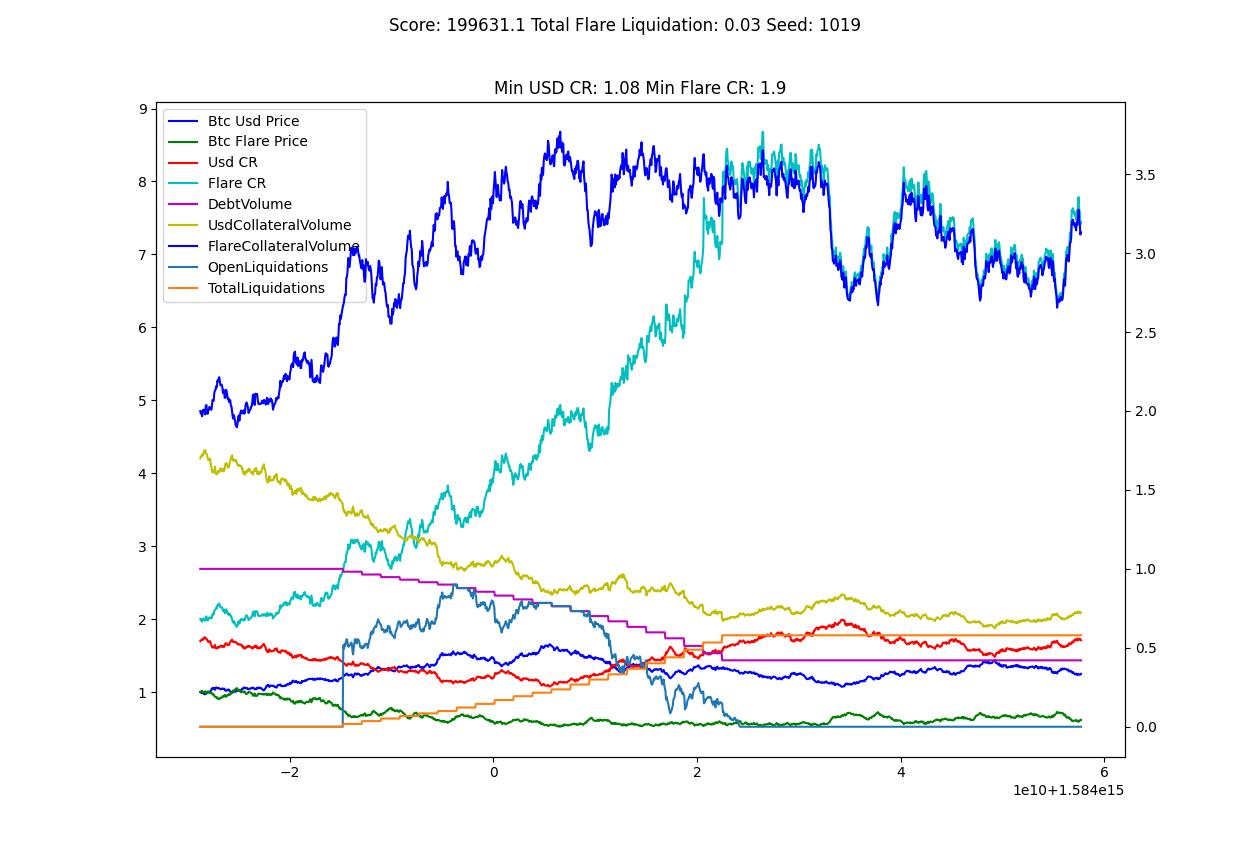 Score: 199631.1 Total Flare Liquidation: 0.03 Seed: 1019
Min USD CR: 1.08 Min Flare CR: 1.9
Btc Usd Price
Btc Flare Price
Usd CR
Flare CR
DebtVolume
UsdCollateralVolume
FlareCollateralVolume
OpenLiquidations
TotalLiquidations
9
8
7
6
5
4
3
2
1
3.5
3.0
2.5
2.0
1.5
1.0
0.5
0.0
−2 0 2 4 6
1e10+1.584e15